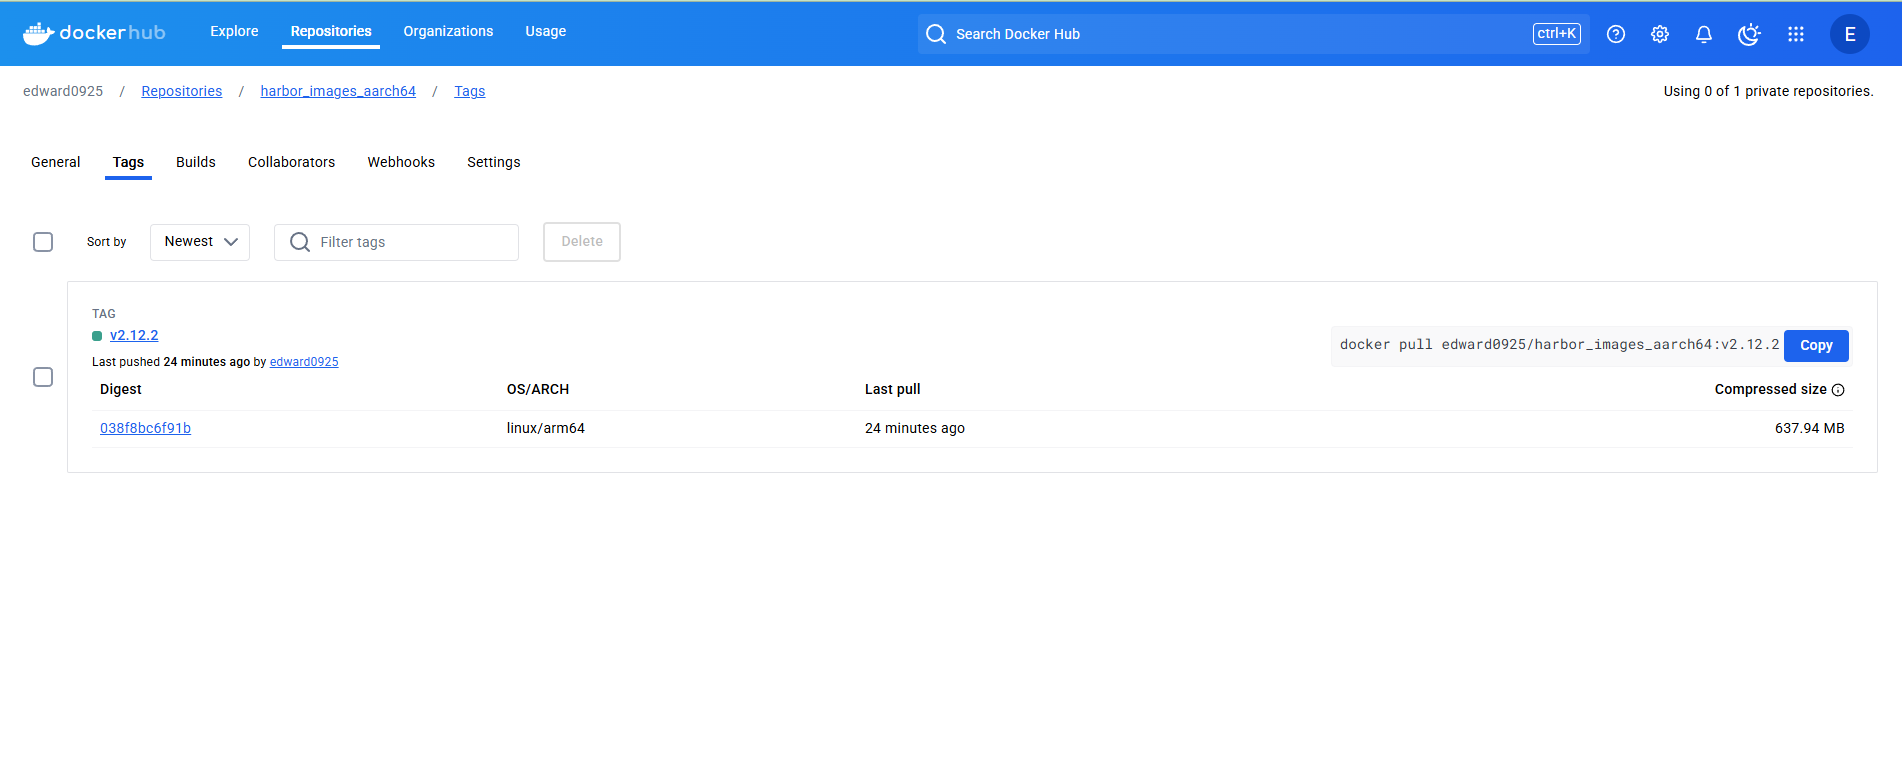 dockerhub
Explore Repositories Organizations Usage
Search Docker Hub
ctrl+K
E
edward0925 / Repositories / harbor_images_aarch64 / Tags
Using 0 of 1 private repositories.
General Tags Builds Collaborators Webhooks Settings
Sort by Newest Filter tags Delete
TAG
v2.12.2
docker pull edward0925/harbor_images_aarch64:v2.12.2 Copy
Last pushed 24 minutes ago by edward0925
Digest OS/ARCH Last pull Compressed size
038f8bc6f91b linux/arm64 24 minutes ago 637.94 MB